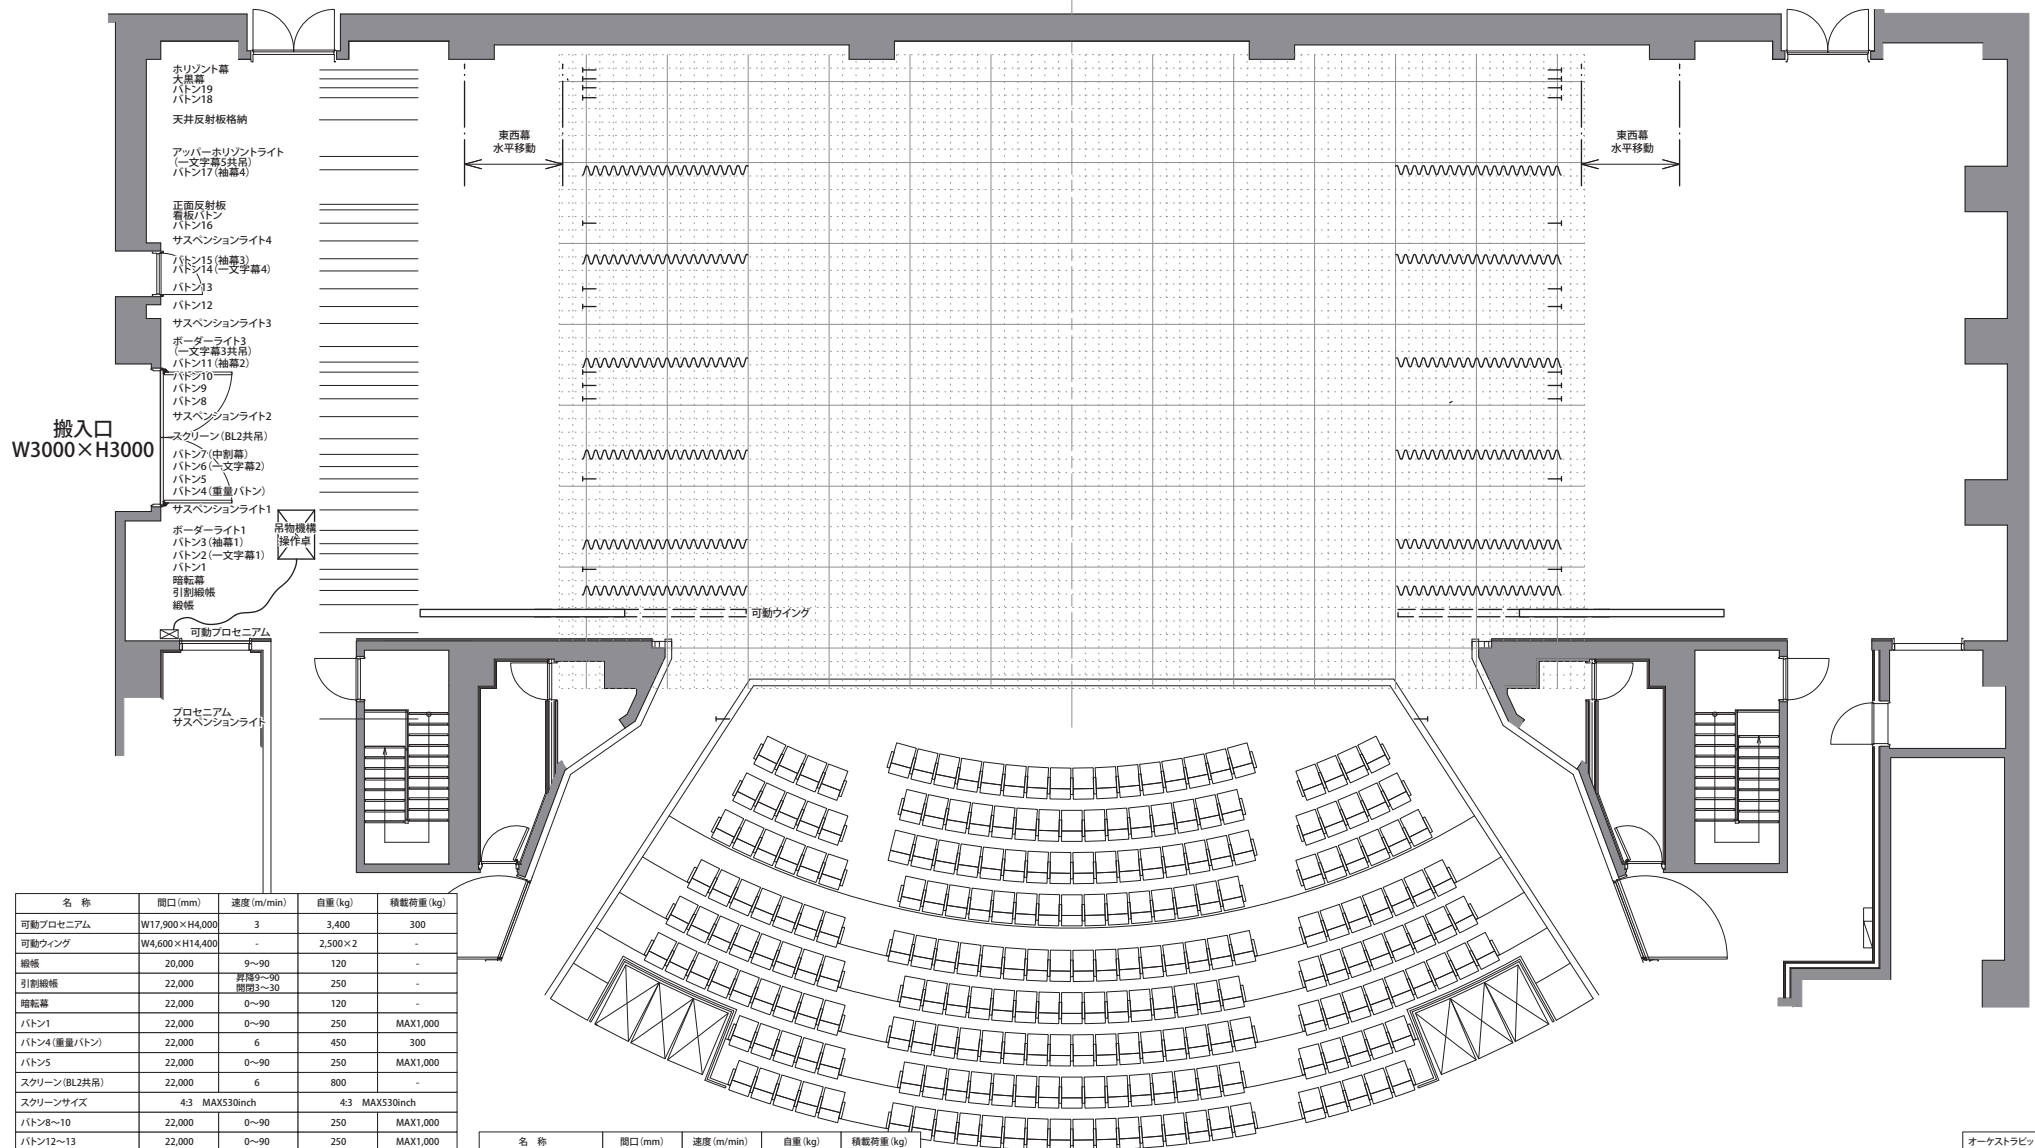 ホリゾント幕
大黒幕
バトン19
バトン18
天井反射板格納
アッパーホリゾントライト
(一文字幕5共吊)
バトン17(袖幕4)
正面反射板
看板バトン
バトン16
サスペンションライト4
バトン15(袖幕3)
バトン14(一文字幕4)
バトン13
バトン12
サスペンションライト3
ボーダーライト3
(一文字幕3共吊)
バトン11(袖幕2)
バトン10
バトン9
バトン8
サスペンションライト2
スクリーン(BL2共吊)
バトン7(中割幕)
バトン6(一文字幕2)
バトン5
バトン4(重量バトン)
サスペンションライト1
ボーダーライト1
バトン3(袖幕1)
バトン2(一文字幕1)
バトン1
暗転幕
引割緞帳
緞帳
可動プロセニアム
プロセニアム
サスペンションライト
搬入口
W3000×H3000
吊物機構
操作卓
東西幕
水平移動
東西幕
水平移動
可動ウイング
名 称 間口(mm) 速度(m/min) 自重(kg) 積載荷重(kg)
可動プロセニアム W17,900×H4,000 3 3,400 300
可動ウィング W4,600×H14,400 - 2,500×2 -
緞帳 20,000 9〜90 120 -
引割緞帳 22,000 昇降9〜90 250 -
開閉3〜30
暗転幕 22,000 0〜90 120 -
バトン1 22,000 0〜90 250 MAX1,000
バトン4(重量バトン) 22,000 6 450 300
バトン5 22,000 0〜90 250 MAX1,000
スクリーン(BL2共吊) 22,000 6 800 -
スクリーンサイズ 4:3 MAX530inch 4:3 MAX530inch
バトン8〜10 22,000 0〜90 250 MAX1,000
バトン12〜13 22,000 0〜90 250 MAX1,000
名 称 間口(mm) 速度(m/min) 自重(kg) 積載荷重(kg)
オーケストラピッ